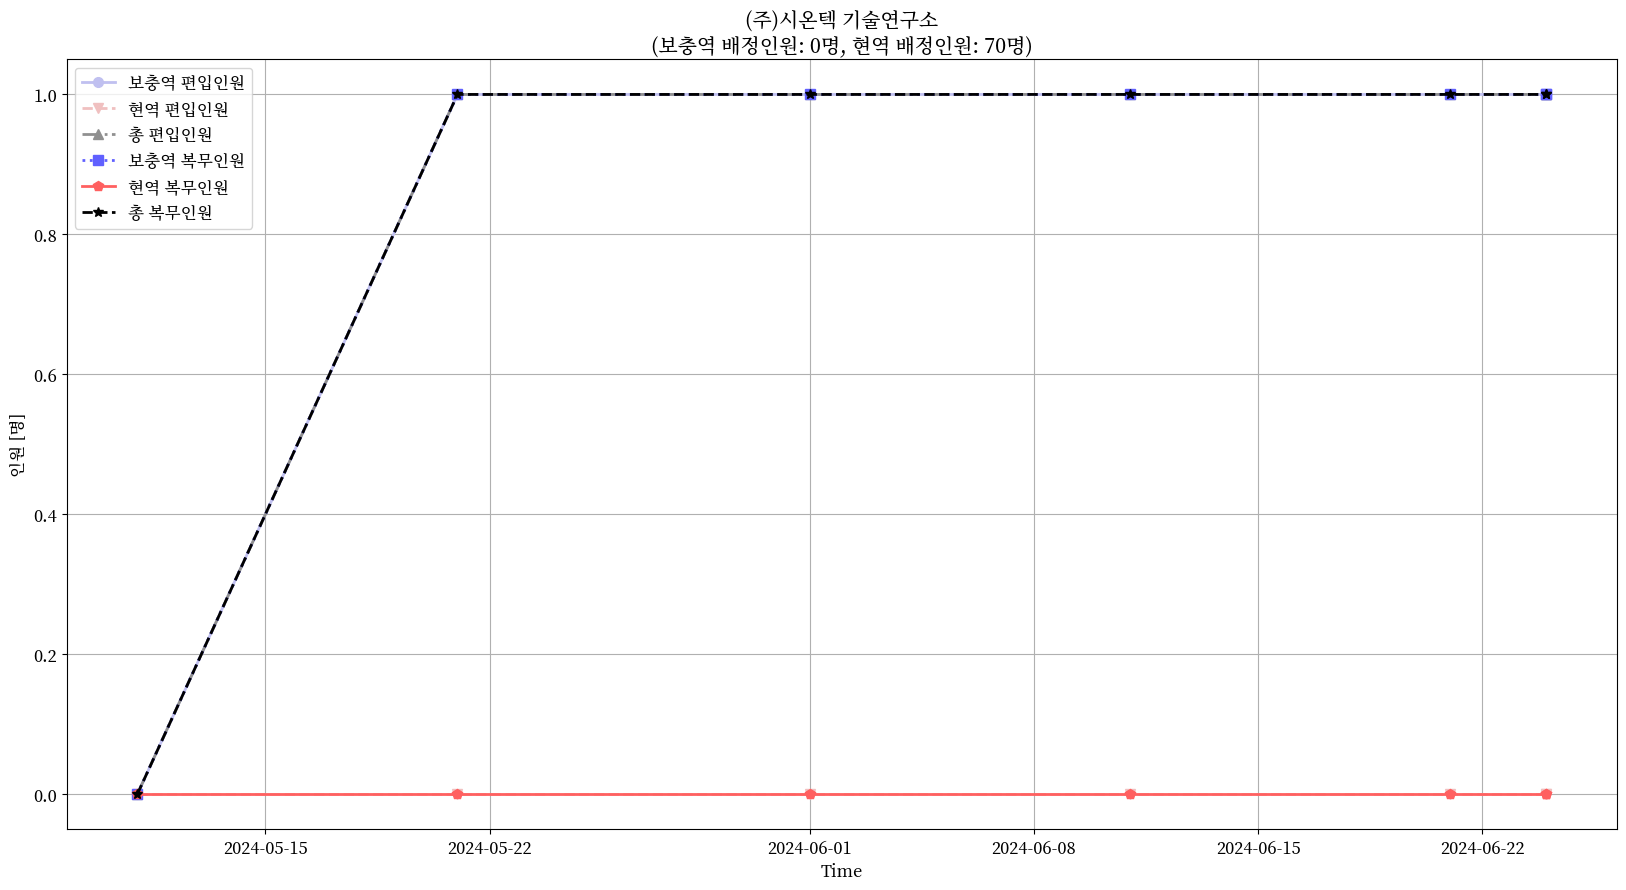 (주)시온텍 기술연구소
(보충역 배정인원: 0명, 현역 배정인원: 70명)
보충역 편입인원
현역 편입인원
총 편입인원
보충역 복무인원
현역 복무인원
총 복무인원
인원 [명]
1.0
0.8
0.6
0.4
0.2
0.0
2024-05-15
2024-05-22
2024-06-01
2024-06-08
2024-06-15
2024-06-22
Time